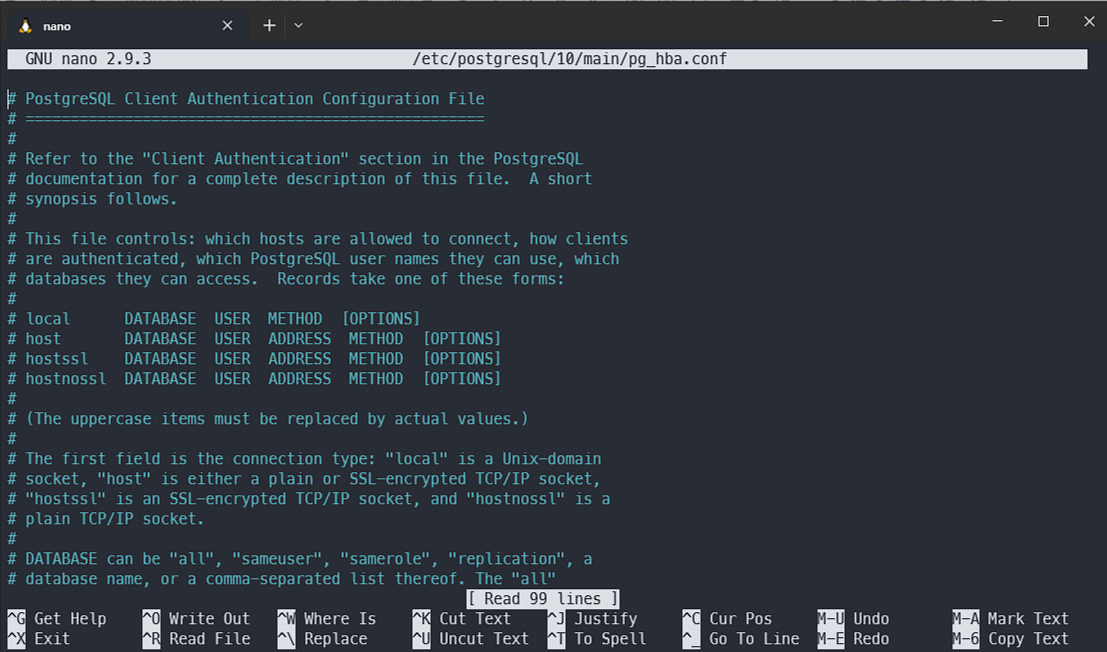 nano
GNU nano 2.9.3 /etc/postgresql/10/main/pg_hba.conf
# PostgreSQL Client Authentication Configuration File
# ===================================================
#
# Refer to the "Client Authentication" section in the PostgreSQL
# documentation for a complete description of this file.  A short
# synopsis follows.
#
# This file controls: which hosts are allowed to connect, how clients
# are authenticated, which PostgreSQL user names they can use, which
# databases they can access.  Records take one of these forms:
#
# local      DATABASE  USER  METHOD  [OPTIONS]
# host       DATABASE  USER  ADDRESS  METHOD  [OPTIONS]
# hostssl    DATABASE  USER  ADDRESS  METHOD  [OPTIONS]
# hostnossl  DATABASE  USER  ADDRESS  METHOD  [OPTIONS]
#
# (The uppercase items must be replaced by actual values.)
#
# The first field is the connection type: "local" is a Unix-domain
# socket, "host" is either a plain or SSL-encrypted TCP/IP socket,
# "hostssl" is an SSL-encrypted TCP/IP socket, and "hostnossl" is a
# plain TCP/IP socket.
#
# DATABASE can be "all", "sameuser", "samerole", "replication", a
# database name, or a comma-separated list thereof. The "all"
[ Read 99 lines ]
^G Get Help ^O Write Out ^W Where Is ^K Cut Text ^J Justify ^C Cur Pos M-U Undo M-A Mark Text
^X Exit ^R Read File ^\ Replace ^U Uncut Text ^T To Spell ^_ Go To Line M-E Redo M-6 Copy Text